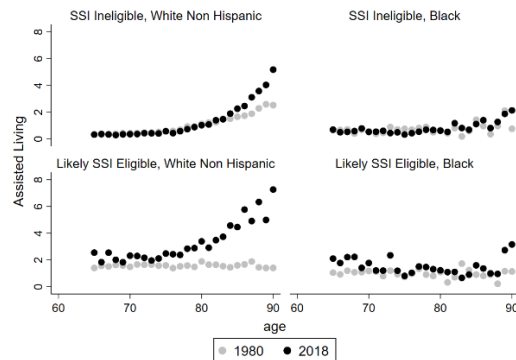 SSI Ineligible, White Non Hispanic
SSI Ineligible, Black
8
6
4
2
0
Likely SSI Eligible, White Non Hispanic
Likely SSI Eligible, Black
8
6
4
2
0
Assisted Living
60 70 80 90 60 70 80 90
age
1980 2018